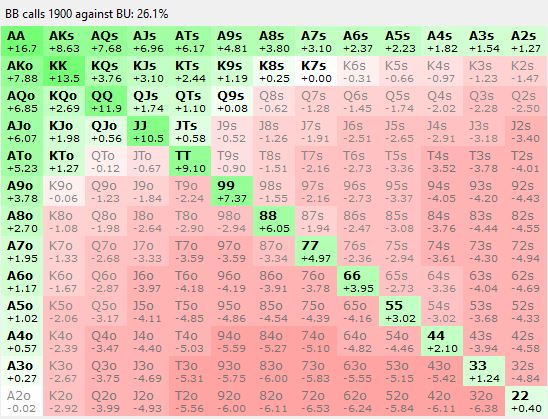 BB calls 1900 against BU: 26.1%
AA AKs AQs AJs ATs A9s A8s A7s A6s A5s A4s A3s A2s
+16.7 +8.63 +7.68 +6.96 +6.17 +4.81 +3.80 +3.10 +2.37 +2.23 +1.82 +1.54 +1.27
AKo KK KQs KJs KTs K9s K8s K7s K6s K5s K4s K3s K2s
+7.88 +13.5 +3.76 +3.10 +2.44 +1.19 +0.25 +0.00 -0.31 -0.66 -0.97 -1.23 -1.47
AQo KQo QQ QJs QTs Q9s Q8s Q7s Q6s Q5s Q4s Q3s Q2s
+6.85 +2.69 +11.9 +1.74 +1.10 +0.08 -0.62 -1.28 -1.45 -1.74 -2.02 -2.28 -2.50
AJo KJo QJo JJ JTs J9s J8s J7s J6s J5s J4s J3s J2s
+6.07 +1.98 +0.56 +10.5 +0.58 -0.52 -1.26 -1.91 -2.51 -2.65 -2.91 -3.18 -3.40
ATo KTo QTo JTo TT T9s T8s T7s T6s T5s T4s T3s T2s
+5.23 +1.27 -0.12 -0.67 +9.10 -0.90 -1.51 -2.16 -2.73 -3.36 -3.52 -3.78 -4.01
A9o K9o Q9o J9o T9o 99 98s 97s 96s 95s 94s 93s 92s
+3.78 -0.06 -1.23 -1.84 -2.24 +7.37 -1.55 -2.16 -2.73 -3.37 -4.05 -4.20 -4.43
A8o K8o Q8o J8o T8o 98o 88 87s 86s 85s 84s 83s 82s
+2.70 -1.08 -1.98 -2.64 -2.90 -2.94 +6.05 -1.94 -2.47 -3.08 -3.76 -4.44 -4.55
A7o K7o Q7o J7o T7o 97o 87o 77 76s 75s 74s 73s 72s
+1.95 -1.33 -2.68 -3.33 -3.59 -3.59 -3.34 +4.97 -2.36 -2.94 -3.61 -4.30 -4.94
A6o K6o Q6o J6o T6o 96o 86o 76o 66 65s 64s 63s 62s
+1.17 -1.67 -2.87 -3.97 -4.18 -4.19 -3.91 -3.78 +3.95 -2.73 -3.36 -4.04 -4.69
A5o K5o Q5o J5o T5o 95o 85o 75o 65o 55 54s 53s 52s
+1.02 -2.06 -3.17 -4.11 -4.85 -4.86 -4.54 -4.39 -4.16 +3.02 -3.02 -3.68 -4.33
A4o K4o Q4o J4o T4o 94o 84o 74o 64o 54o 44 43s 42s
+0.57 -2.39 -3.47 -4.40 -5.03 -5.59 -5.27 -5.10 -4.82 -4.46 +2.10 -3.94 -4.58
A3o K3o Q3o J3o T3o 93o 83o 73o 63o 53o 43o 33 32s
+0.27 -2.67 -3.75 -4.69 -5.31 -5.75 -6.00 -5.83 -5.55 -5.15 -5.42 +1.24 -4.84
A2o K2o Q2o J2o T2o 92o 82o 72o 62o 52o 42o 32o 22
-0.02 -2.92 -3.99 -4.93 -5.56 -6.00 -6.11 -6.53 -6.24 -5.84 -6.11 -6.38 +0.40